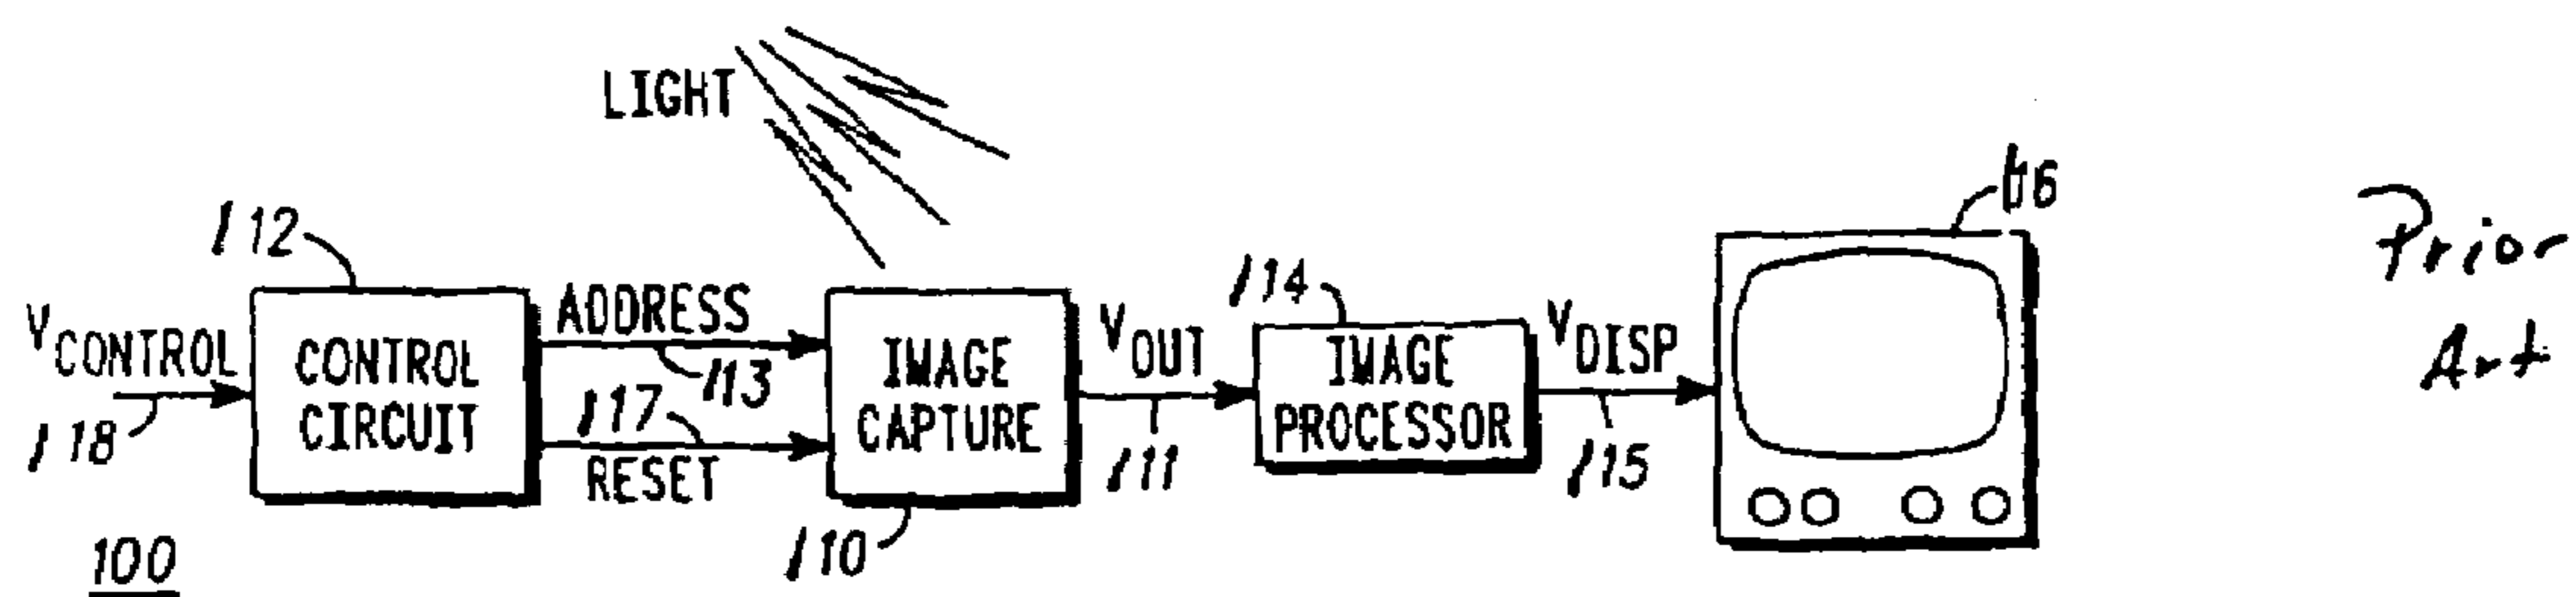 LIGHT
116
Prior
Art
112
114
VCONTROL
118
CONTROL
CIRCUIT
ADDRESS
113
117
RESET
IMAGE
CAPTURE
110
VOUT
111
IMAGE
PROCESSOR
VDISP
115
100